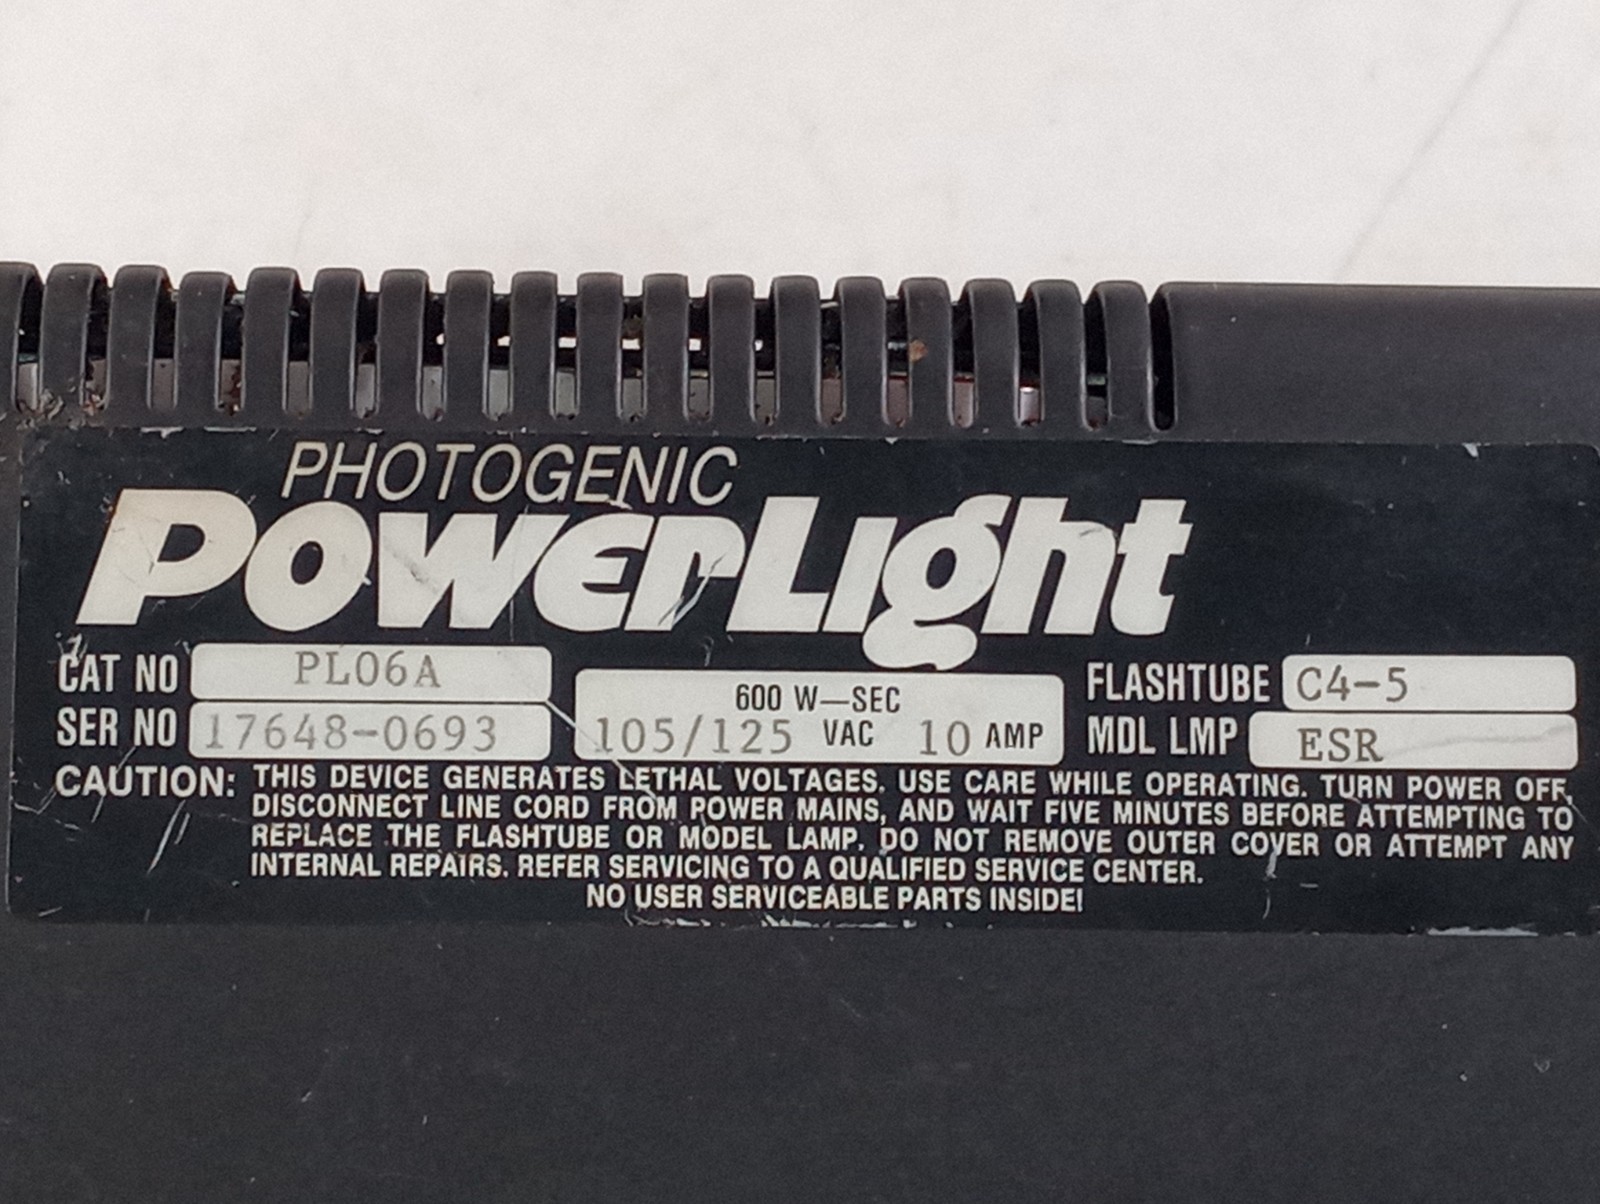 PHOTOGENIC
PowerLight
CAT NO PL06A
SER NO 17648-0693
600 W-SEC
105/125 VAC 10 AMP
FLASHTUBE C4-5
MDL LMP ESR
CAUTION: THIS DEVICE GENERATES LETHAL VOLTAGES. USE CARE WHILE OPERATING. TURN POWER OFF,
DISCONNECT LINE CORD FROM POWER MAINS, AND WAIT FIVE MINUTES BEFORE ATTEMPTING TO
REPLACE THE FLASHTUBE OR MODEL LAMP. DO NOT REMOVE OUTER COVER OR ATTEMPT ANY
INTERNAL REPAIRS. REFER SERVICING TO A QUALIFIED SERVICE CENTER.
NO USER SERVICEABLE PARTS INSIDE!